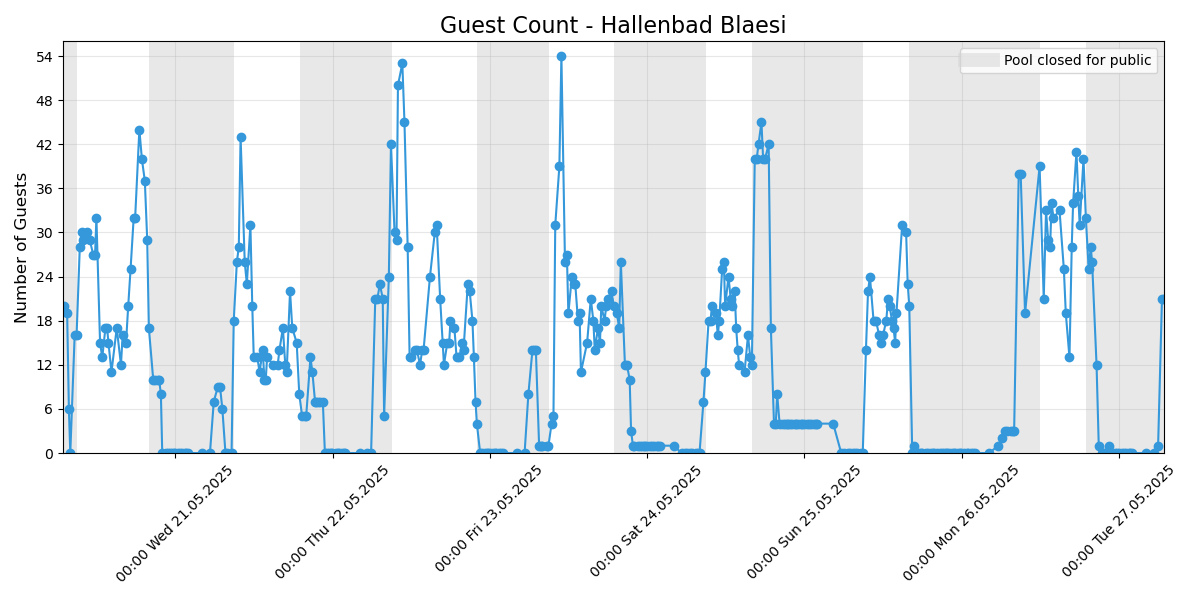 Guest Count - Hallenbad Blaesi
Pool closed for public
Number of Guests
54
48
42
36
30
24
18
12
6
0
00:00 Wed 21.05.2025
00:00 Thu 22.05.2025
00:00 Fri 23.05.2025
00:00 Sat 24.05.2025
00:00 Sun 25.05.2025
00:00 Mon 26.05.2025
00:00 Tue 27.05.2025